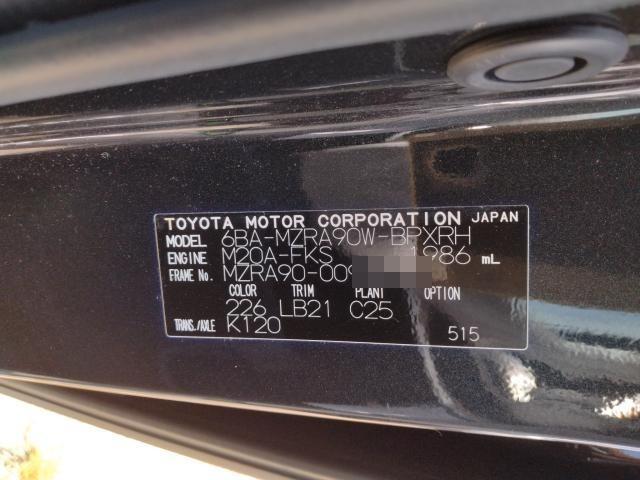 TOYOTA MOTOR CORPORATION JAPAN
MODEL 6BA-MZRA90W-BPXRH
ENGINE M20A-FKS 1986 mL
FRAME No. MZRA90-009
COLOR TRIM PLANT OPTION
226 LB21 C25
TRANS./AXLE K120 515